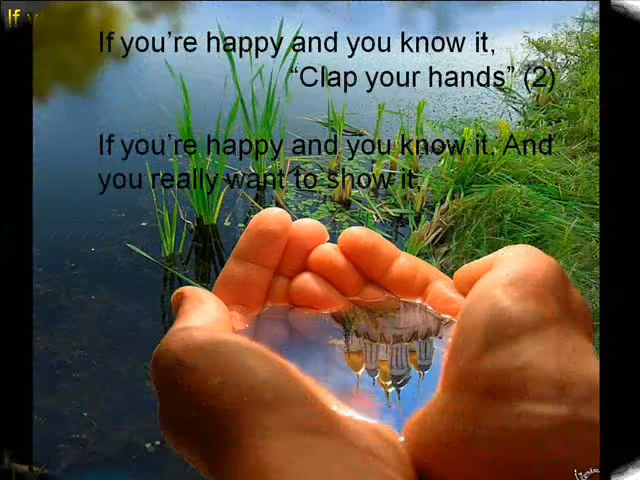 If you’re happy and you know it,
“Clap your hands” (2)
If you’re happy and you know it, And
you really want to show it;
If